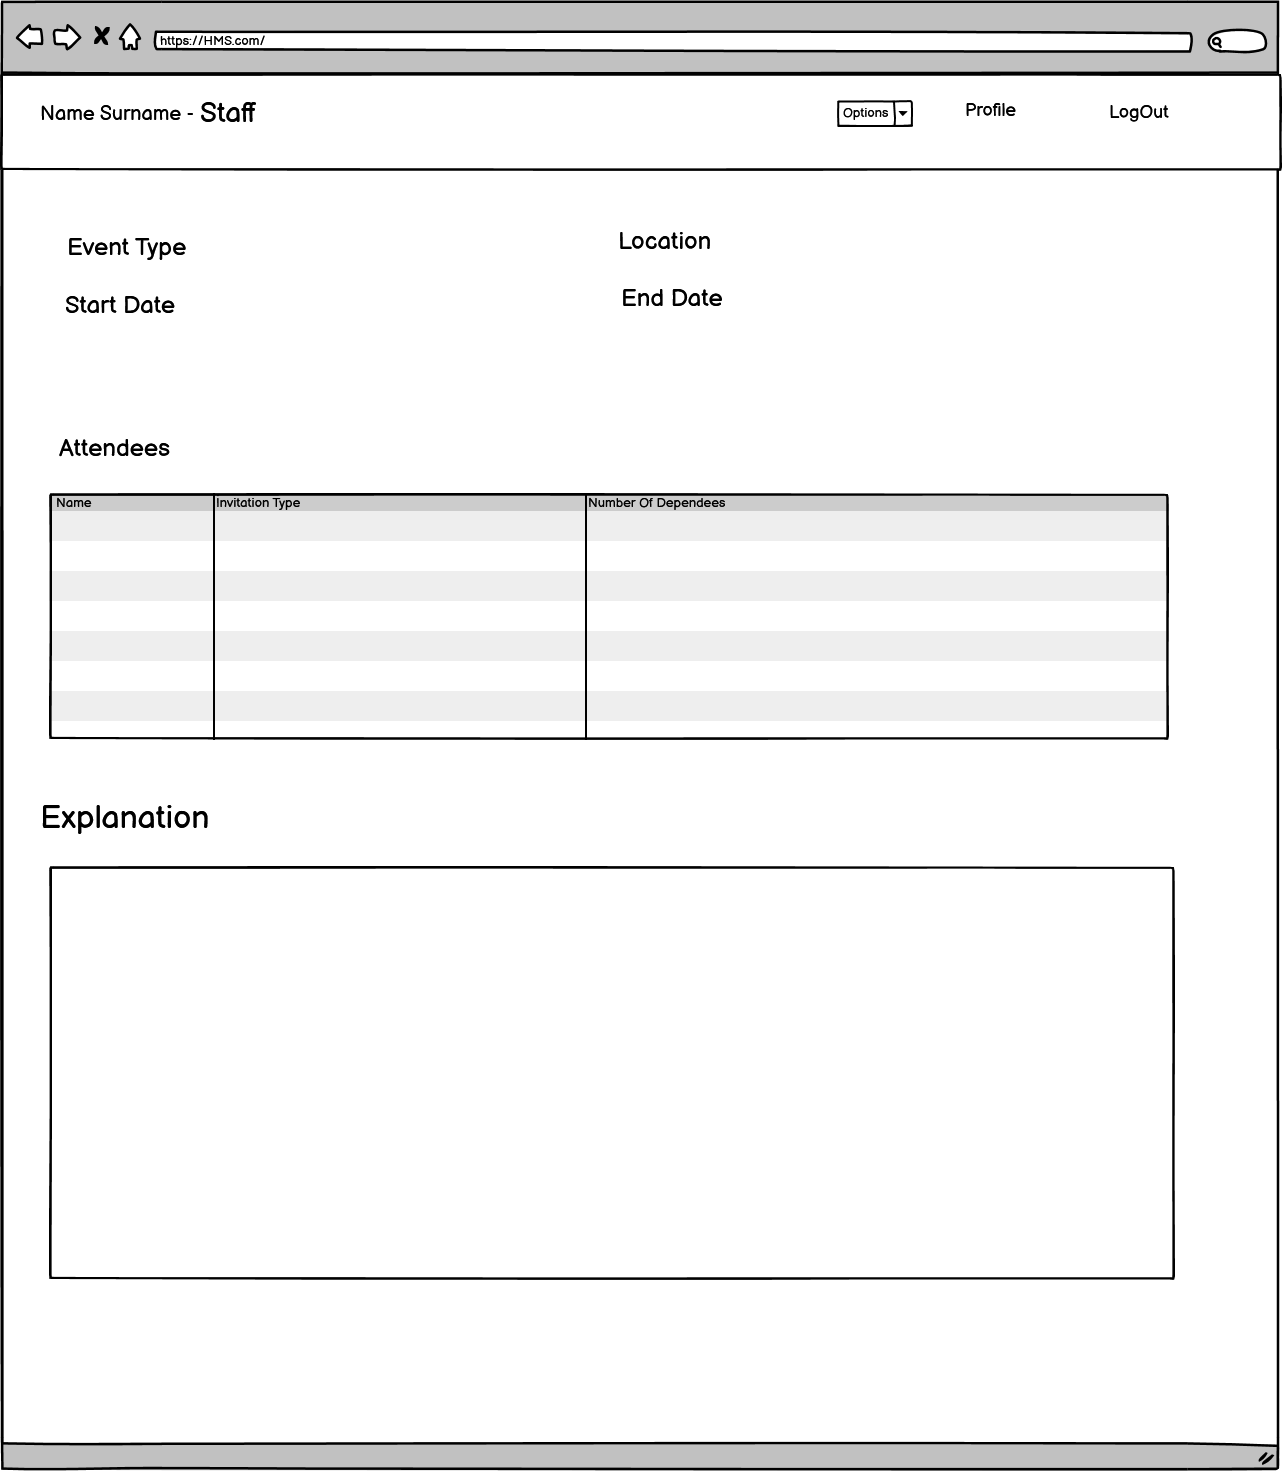 https://HMS.com/
Name Surname - Staff
Options
Profile
LogOut
Event Type
Location
Start Date
End Date
Attendees
Name
Invitation Type
Number Of Dependees
Explanation